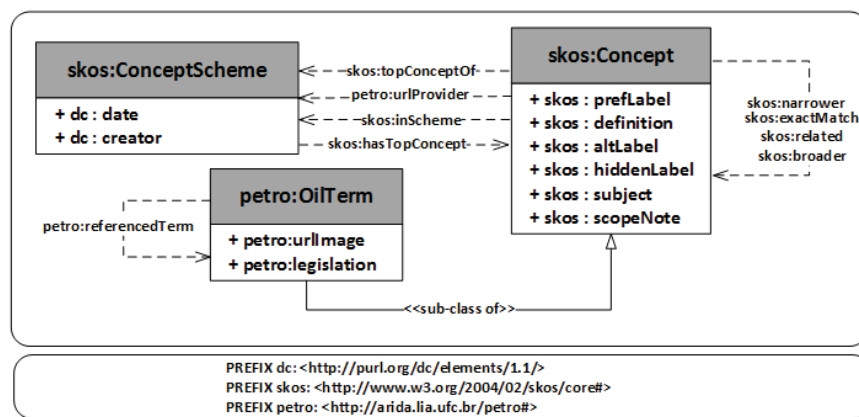 skos:ConceptScheme
+ dc : date
+ dc : creator
skos:topConceptOf
petro:urlProvider
skos:inScheme
skos:hasTopConcept
skos:Concept
+ skos : prefLabel
+ skos : definition
+ skos : altLabel
+ skos : hiddenLabel
+ skos : subject
+ skos : scopeNote
skos:narrower
skos:exactMatch
skos:related
skos:broader
petro:OilTerm
+ petro:urlImage
+ petro:legislation
petro:referencedTerm
<<sub-class of>>
PREFIX dc: <http://purl.org/dc/elements/1.1/>
PREFIX skos: <http://www.w3.org/2004/02/skos/core#>
PREFIX petro: <http://arida.lia.ufc.br/petro#>